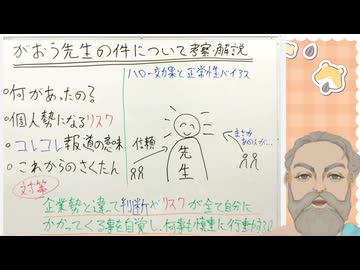 がおう先生の件について考察・解説
・何があったの?
・個人勢になるリスク
・コレコレ報道の意味
・これからのさくたん
ハロー効果と正常性バイアス
信頼
先生
まさかあの人が…
対策
企業勢と違って判断やリスクが全て自分に
かかってくる事を自覚し、何事も慎重に行動する